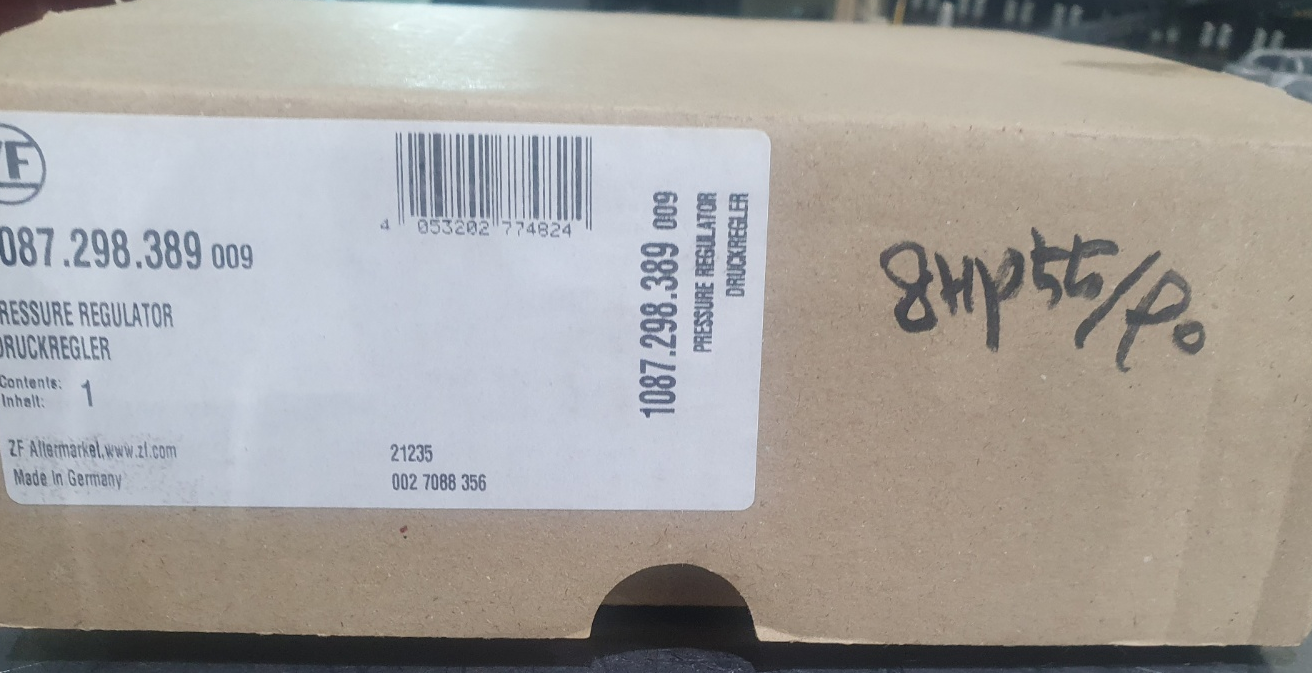 ZF
087.298.389 009
RESSURE REGULATOR
DRUCKREGLER
Contents:
Inhalt: 1
ZF Aftermarket.www.zf.com
Made in Germany
4 053202 774824
21235
002 7088 356
1087.298.389 009
PRESSURE REGULATOR
DRUCKREGLER
8HP55/